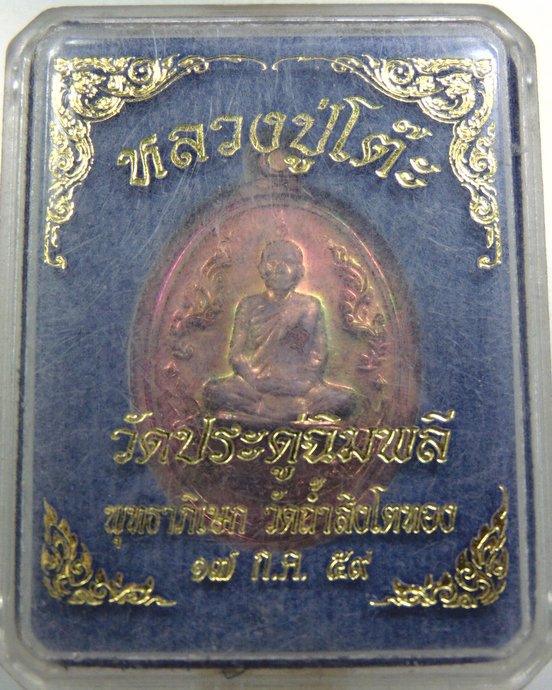 หลวงปู่โต๊ะ
วัดประดู่ฉิมพลี
พุทธาภิเษก วัดถ้ำสิงโตทอง
๑๗ ก.ค. ๕๙